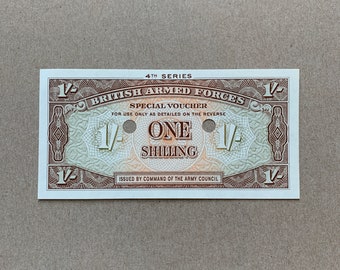 4TH SERIES
1/- BRITISH ARMED FORCES 1/-
SPECIAL VOUCHER
FOR USE ONLY AS DETAILED ON THE REVERSE
1/- ONE 1/-
SHILLING
1/- ISSUED BY COMMAND OF THE ARMY COUNCIL 1/-